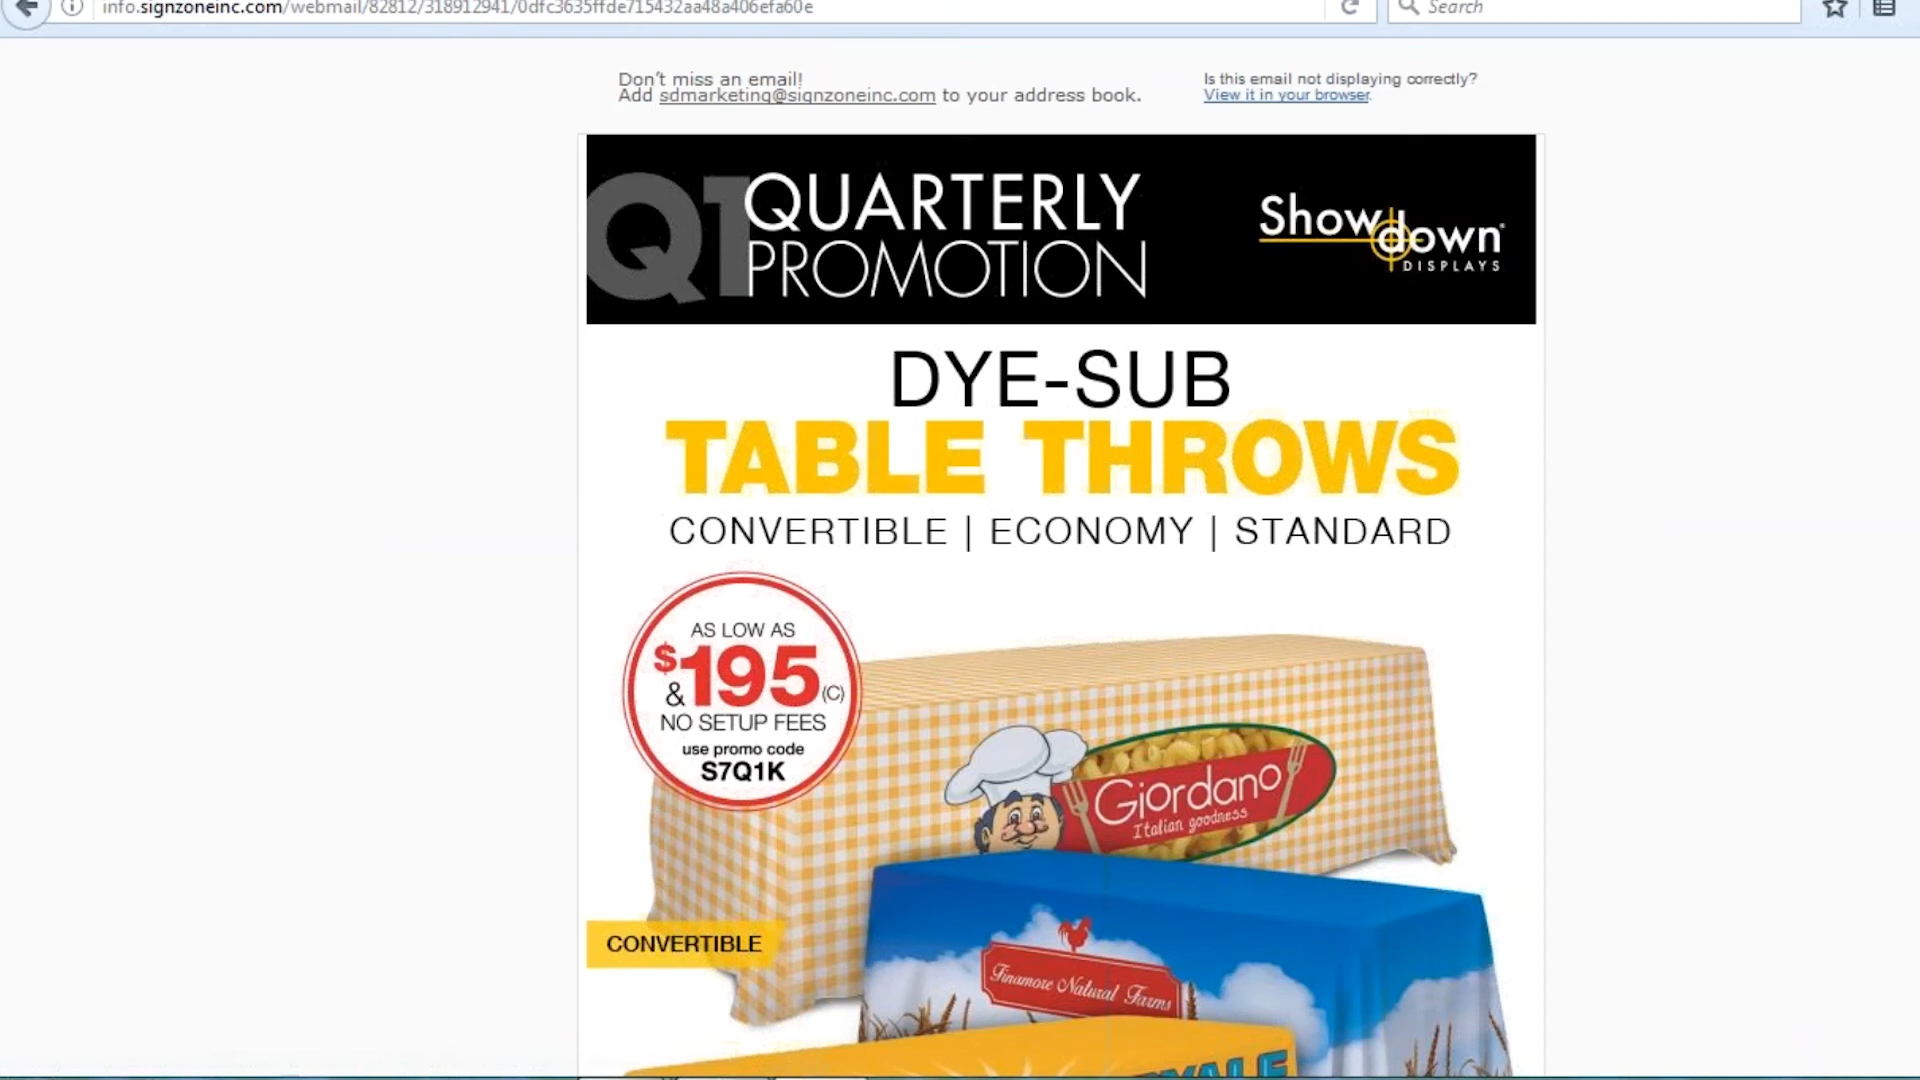 info.signzoneinc.com/webmail/82812/318912941/0dfc3635ffde715432aa48a406efa60e
Search
Don't miss an email!
Add sdmarketing@signzoneinc.com to your address book.
Is this email not displaying correctly?
View it in your browser.
Q1 QUARTERLY
PROMOTION
Showdown
DISPLAYS
DYE-SUB
TABLE THROWS
CONVERTIBLE | ECONOMY | STANDARD
AS LOW AS
$195(C)
& NO SETUP FEES
use promo code
S7Q1K
Giordano
Italian goodness
CONVERTIBLE
Finamore Natural Farms